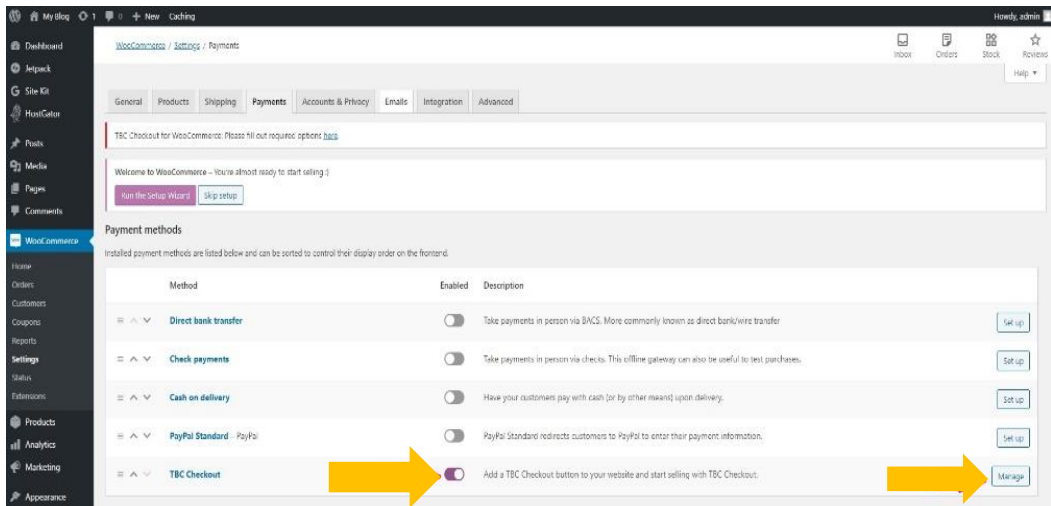 My Blog 1 0 + New Caching Howdy, admin
Dashboard
Jetpack
Site Kit
HostGator
Posts
Media
Pages
Comments
WooCommerce
Home
Orders
Customers
Coupons
Reports
Settings
Status
Extensions
Products
Analytics
Marketing
Appearance
WooCommerce / Settings / Payments
Inbox Orders Stock Reviews
Help
General Products Shipping Payments Accounts & Privacy Emails Integration Advanced
TBC Checkout for WooCommerce: Please fill out required options here.
Welcome to WooCommerce – You're almost ready to start selling :)
Run the Setup Wizard Skip setup
Payment methods
Installed payment methods are listed below and can be sorted to control their display order on the frontend.
Method Enabled Description
Direct bank transfer Take payments in person via BACS. More commonly known as direct bank/wire transfer Set up
Check payments Take payments in person via checks. This offline gateway can also be useful to test purchases. Set up
Cash on delivery Have your customers pay with cash (or by other means) upon delivery. Set up
PayPal Standard – PayPal PayPal Standard redirects customers to PayPal to enter their payment information. Set up
TBC Checkout Add a TBC Checkout button to your website and start selling with TBC Checkout. Manage